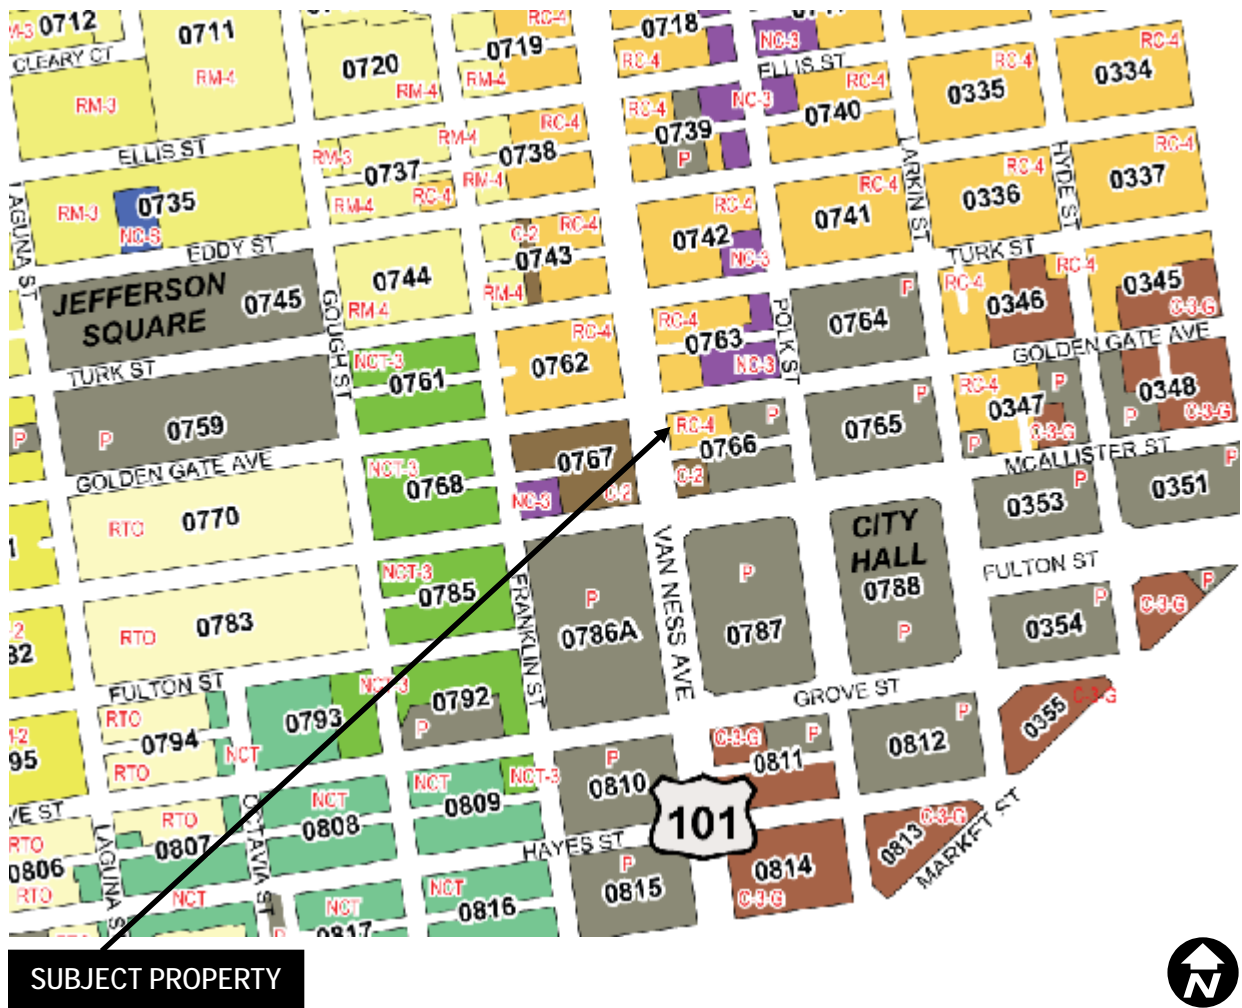 M-3 0712
0711
RC-4
0718
0719
NC-3
RC-4
0334
CLEARY CT
RM-4
0720
RM-4
RM-4
RC-4
ELLIS ST
RC-4
0335
RM-3
RC-4
0739
NC-3
RC-4
0740
ELLIS ST
RM-3
0737
RM-4
RC-4
0738
P
LARKIN ST
RC-4
0336
HYDE ST
RC-4
0337
LAGUNA ST
RM-3
0735
NC-S
RM-4
RC-4
RM-4
RC-4
0742
NC-3
RC-4
0741
EDDY ST
C-2
RC-4
0743
RM-4
TURK ST
JEFFERSON
SQUARE
0745
GOUGH ST
0744
RM-4
POLK ST
P
0764
RC-4
0346
RC-4
0345
C-3-G
TURK ST
NCT-3
0761
RC-4
0762
RC-4
0763
NC-3
GOLDEN GATE AVE
P
P
0759
RC-4
0766
P
C-2
P
0765
RC-4
0347
P
C-3-G
P
P
0348
C-3-G
GOLDEN GATE AVE
NCT-3
0768
0767
NC-3
C-2
MCALLISTER ST
RTO
0770
VAN NESS AVE
CITY
HALL
0788
P
P
0353
P
0351
NCT-3
0785
FRANKLIN ST
P
0786A
P
0787
FULTON ST
P
0354
C-3-G
P
-2
82
RTO
0783
FULTON ST
NCT-3
0792
P
GROVE ST
RTO
0794
RTO
NCT
0793
C-3-G
P
0811
P
0812
0355
C-3-G
-2
95
VE ST
NCT
0809
NCT-3
P
0810
101
RTO
0806
RTO
LAGUNA ST
RTO
0807
NCT
OCTAVIA ST
NCT
0808
HAYES ST
0814
C-3-G
C-3-G
0813
MARKET ST
NCT
0817
P
NCT
0816
P
0815
SUBJECT PROPERTY
N